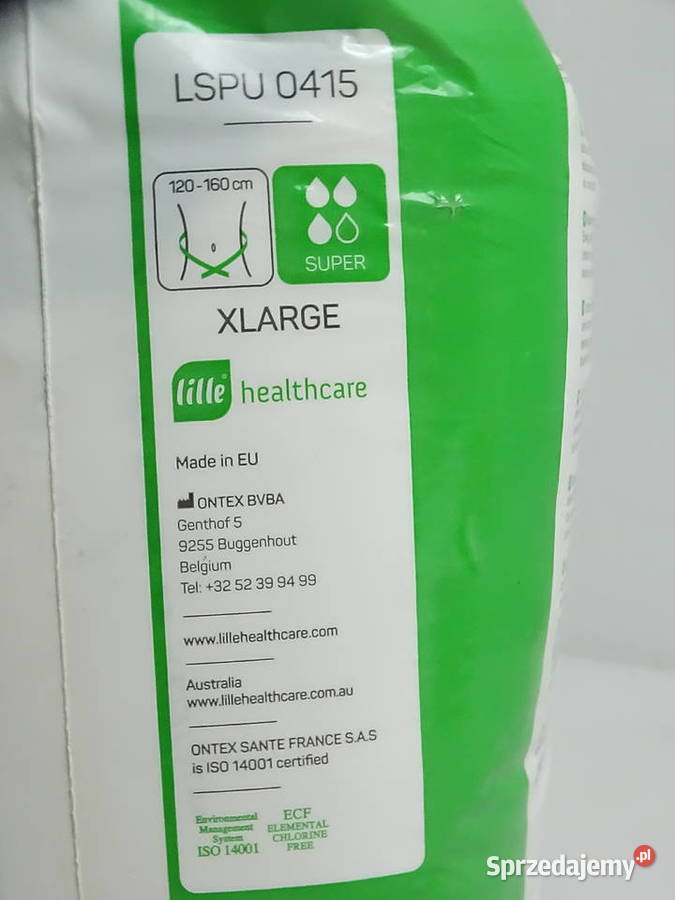 LSPU 0415
120-160 cm
SUPER
XLARGE
lille® healthcare
Made in EU
ONTEX BVBA
Genthof 5
9255 Buggenhout
Belgium
Tel: +32 52 39 94 99
www.lillehealthcare.com
Australia
www.lillehealthcare.com.au
ONTEX SANTE FRANCE S.A.S
is ISO 14001 certified
Environmental
Management
System
ISO 14001
ECF
ELEMENTAL
CHLORINE
FREE
Sprzedajemy.pl